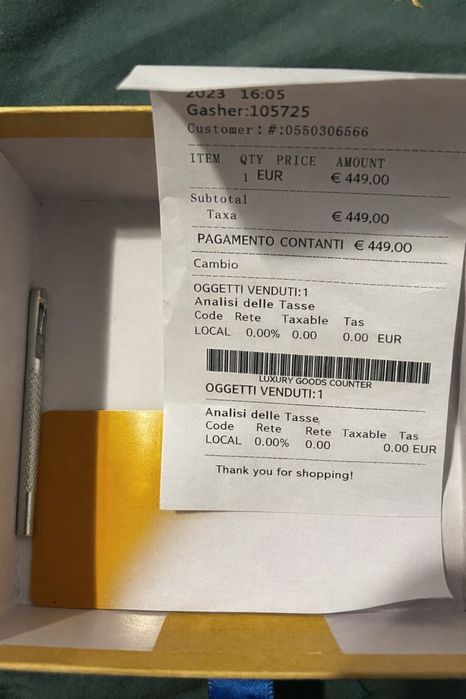 2023 16:05
Gasher:105725
Customer:#:0550306566
ITEM QTY PRICE AMOUNT
1 EUR € 449,00
Subtotal
Taxa € 449,00
PAGAMENTO CONTANTI € 449,00
Cambio
OGGETTI VENDUTI:1
Analisi delle Tasse
Code Rete Taxable Tas
LOCAL 0.00% 0.00 0.00 EUR
LUXURY GOODS COUNTER
OGGETTI VENDUTI:1
Analisi delle Tasse
Code Rete Rete Taxable Tas
LOCAL 0.00% 0.00 0.00 EUR
Thank you for shopping!